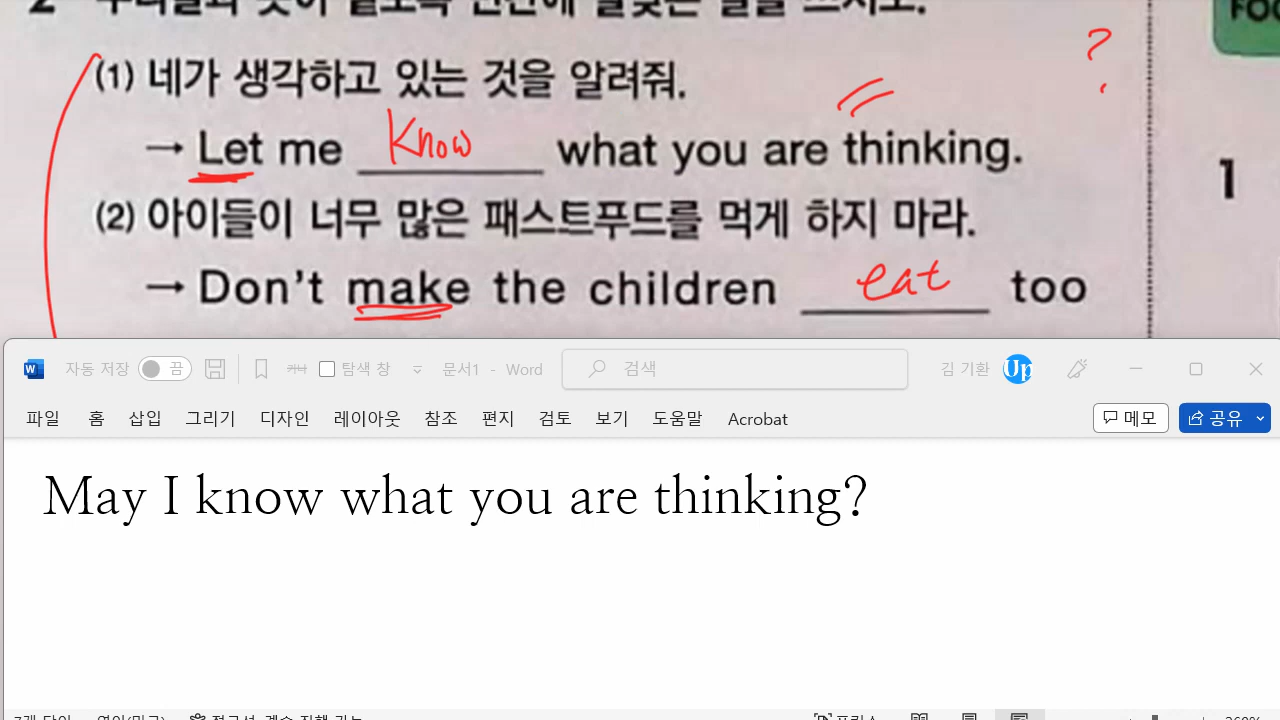 ?
(1) 네가 생각하고 있는 것을 알려줘.
→ Let me know what you are thinking.
1
(2) 아이들이 너무 많은 패스트푸드를 먹게 하지 마라.
→ Don't make the children eat too
자동 저장 끔 가나 탐색 창 문서1 - Word 검색 김 기환 Up
파일 홈 삽입 그리기 디자인 레이아웃 참조 편지 검토 보기 도움말 Acrobat 메모 공유
May I know what you are thinking?